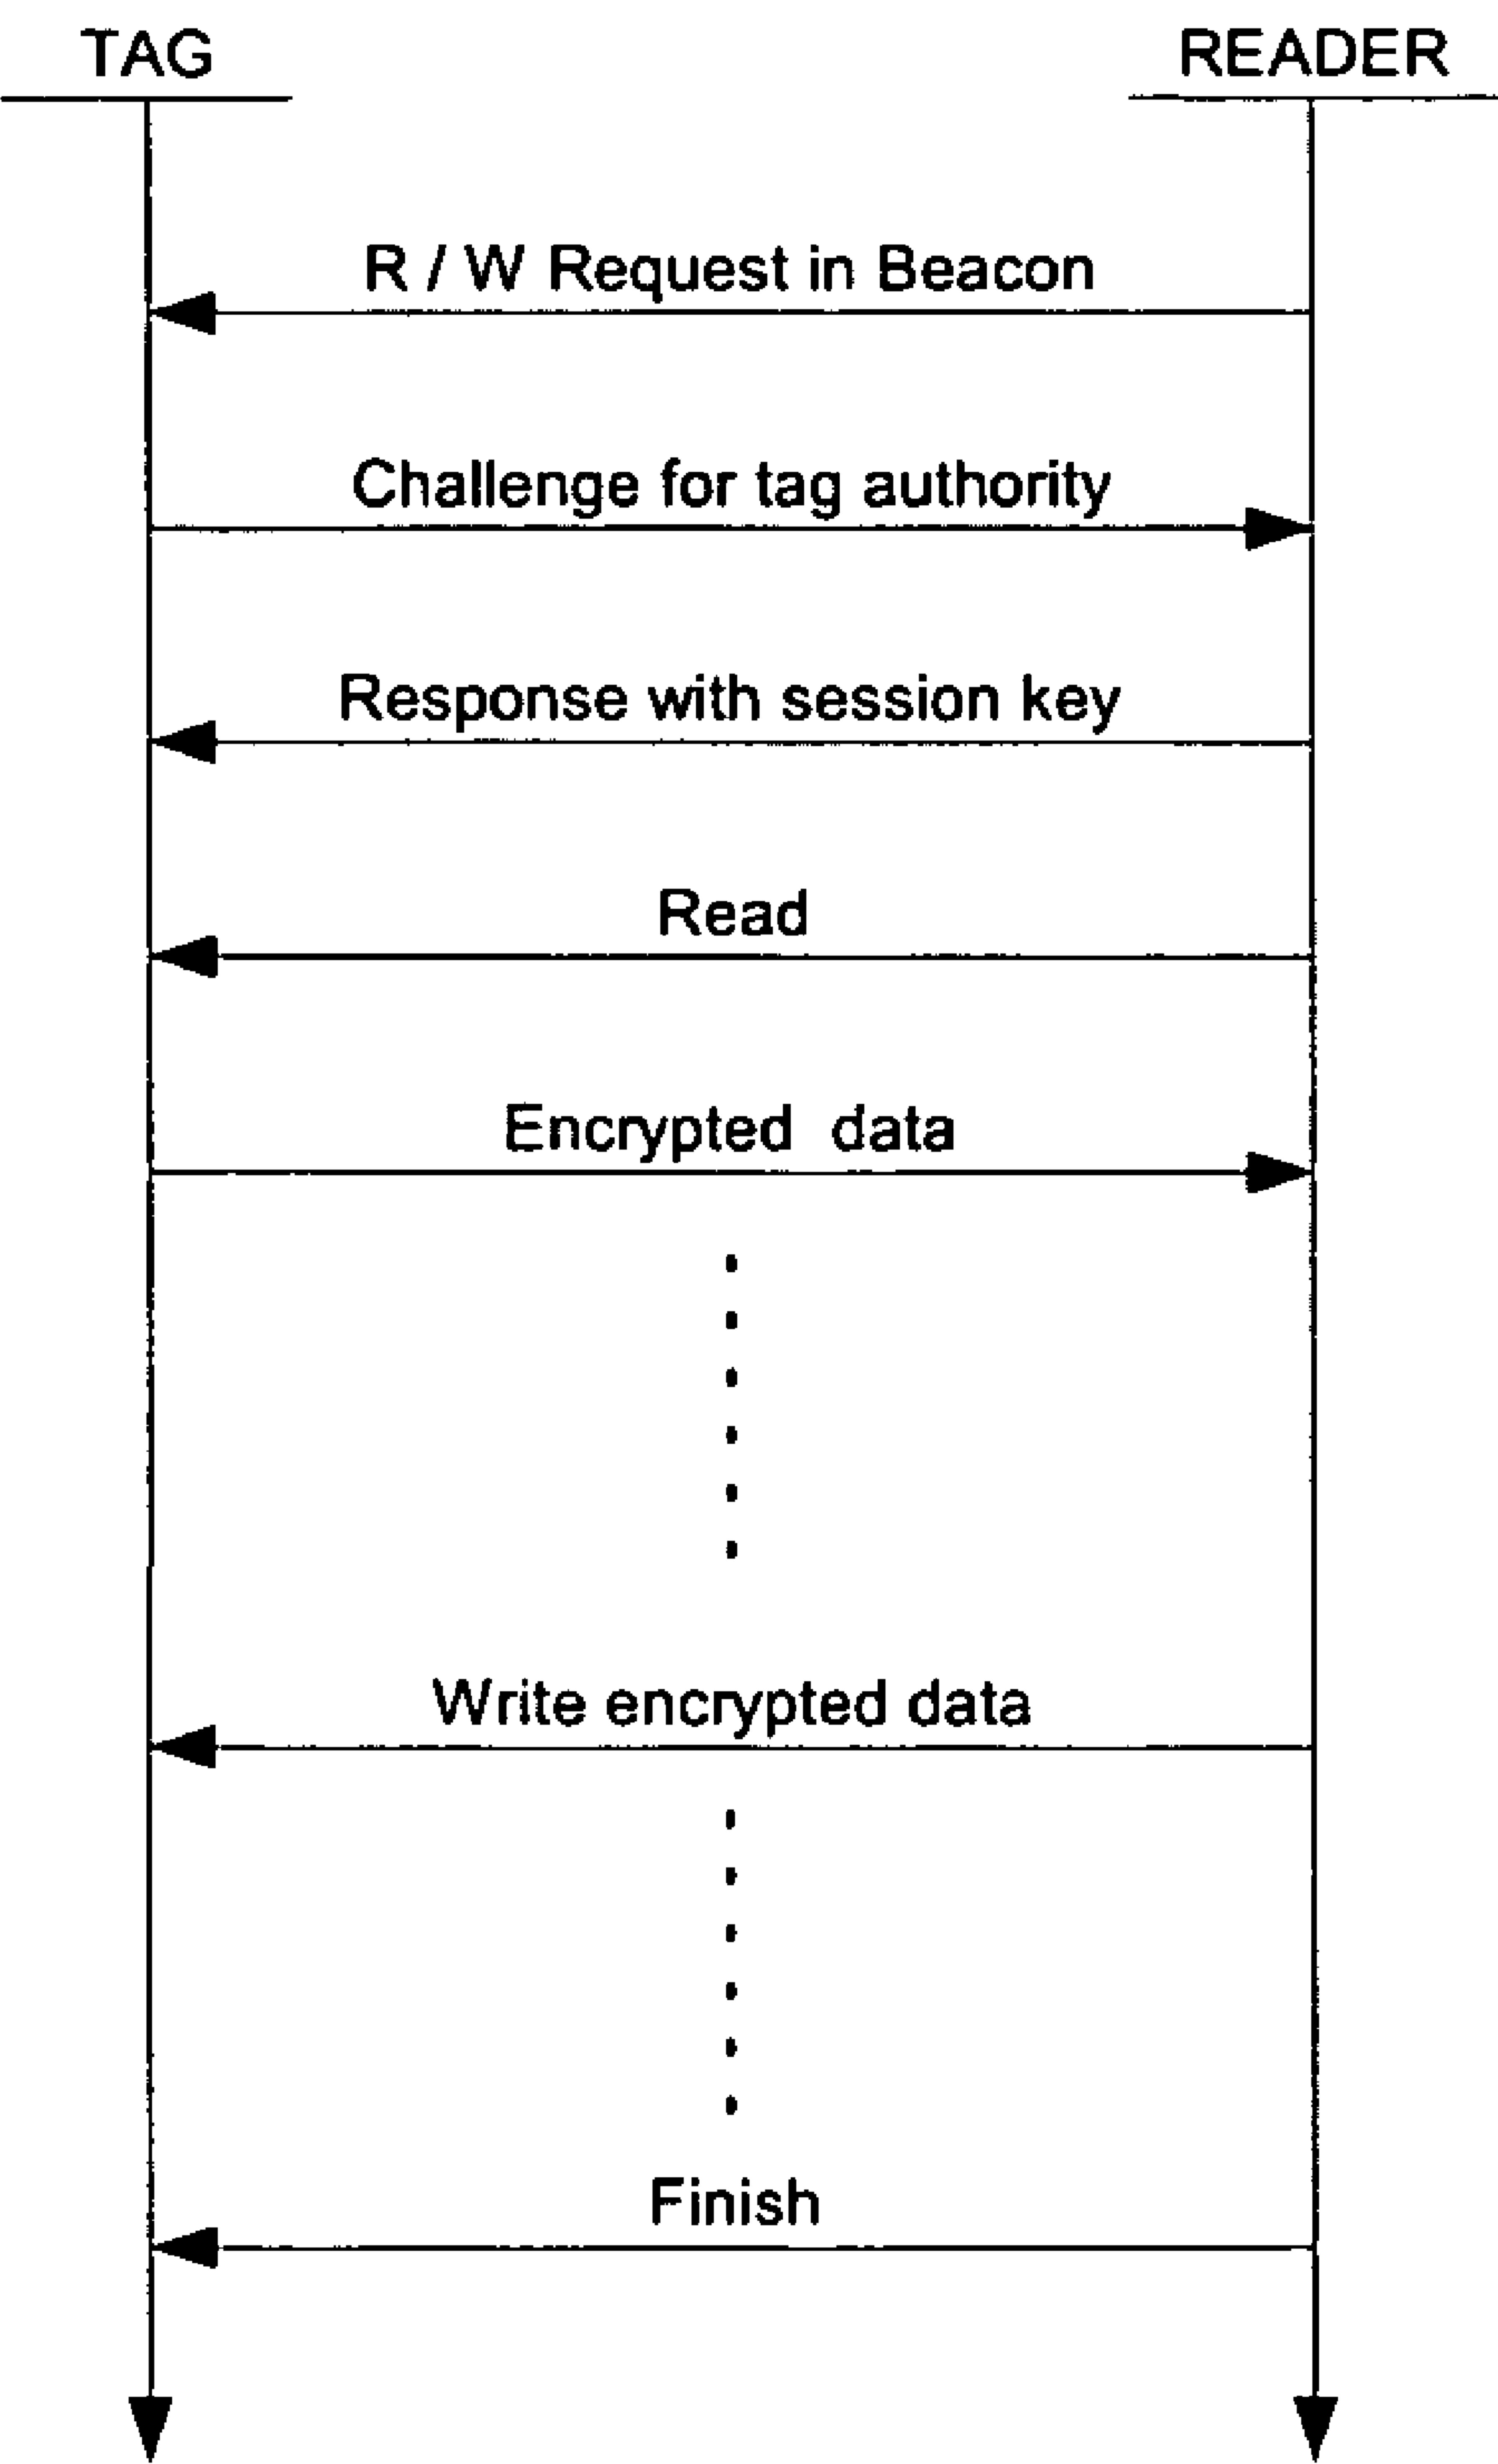 TAG READER
R / W Request in Beacon
Challenge for tag authority
Response with session key
Read
Encrypted data
Write encrypted data
Finish